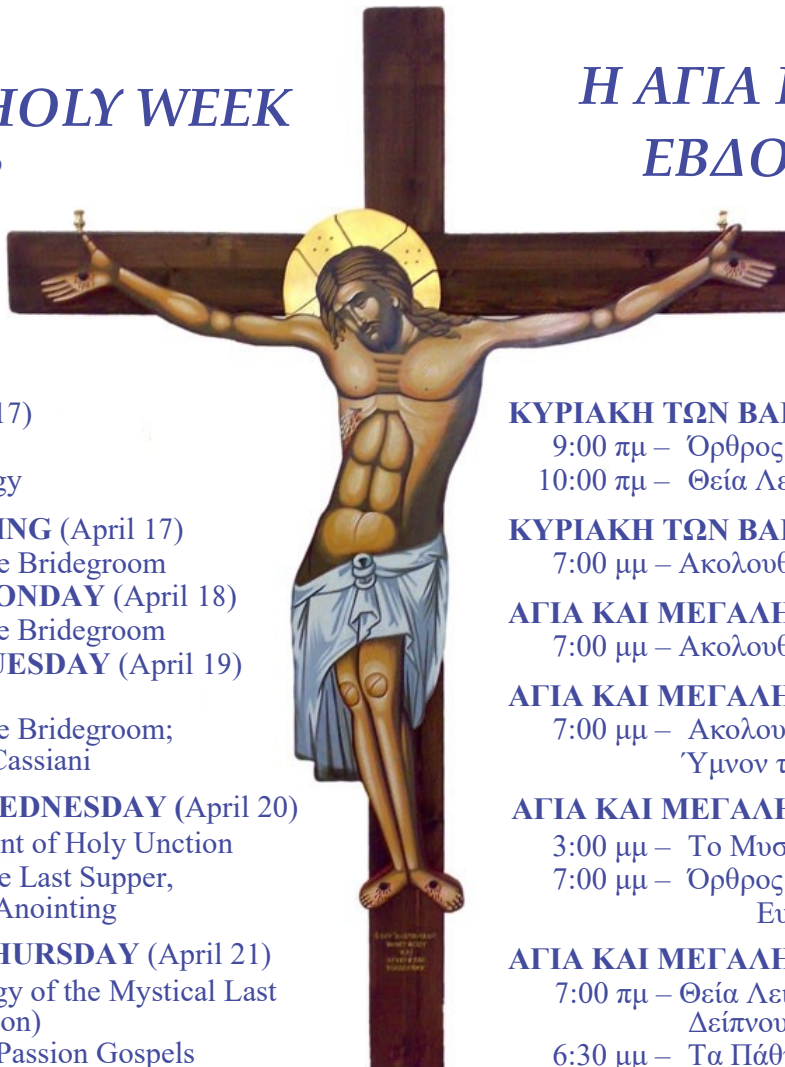 HOLY WEEK
17)
gy
ING (April 17)
e Bridegroom
ONDAY (April 18)
e Bridegroom
UESDAY (April 19)
e Bridegroom;
Cassiani
EDNESDAY (April 20)
nt of Holy Unction
e Last Supper,
Anointing
HURSDAY (April 21)
gy of the Mystical Last
on)
Passion Gospels
Η ΑΓΙΑ
ΕΒΔΟ
ΚΥΡΙΑΚΗ ΤΩΝ ΒΑΪ
9:00 πμ – Όρθρος
10:00 πμ – Θεία Λε
ΚΥΡΙΑΚΗ ΤΩΝ ΒΑΪ
7:00 μμ – Ακολουθ
ΑΓΙΑ ΚΑΙ ΜΕΓΑΛΗ
7:00 μμ – Ακολουθ
ΑΓΙΑ ΚΑΙ ΜΕΓΑΛΗ
7:00 μμ – Ακολου
Ύμνον τ
ΑΓΙΑ ΚΑΙ ΜΕΓΑΛΗ
3:00 μμ – Το Μυσ
7:00 μμ – Όρθρος
Ευ
ΑΓΙΑ ΚΑΙ ΜΕΓΑΛΗ
7:00 πμ – Θεία Λει
Δείπνου
6:30 μμ – Τα Πάθη